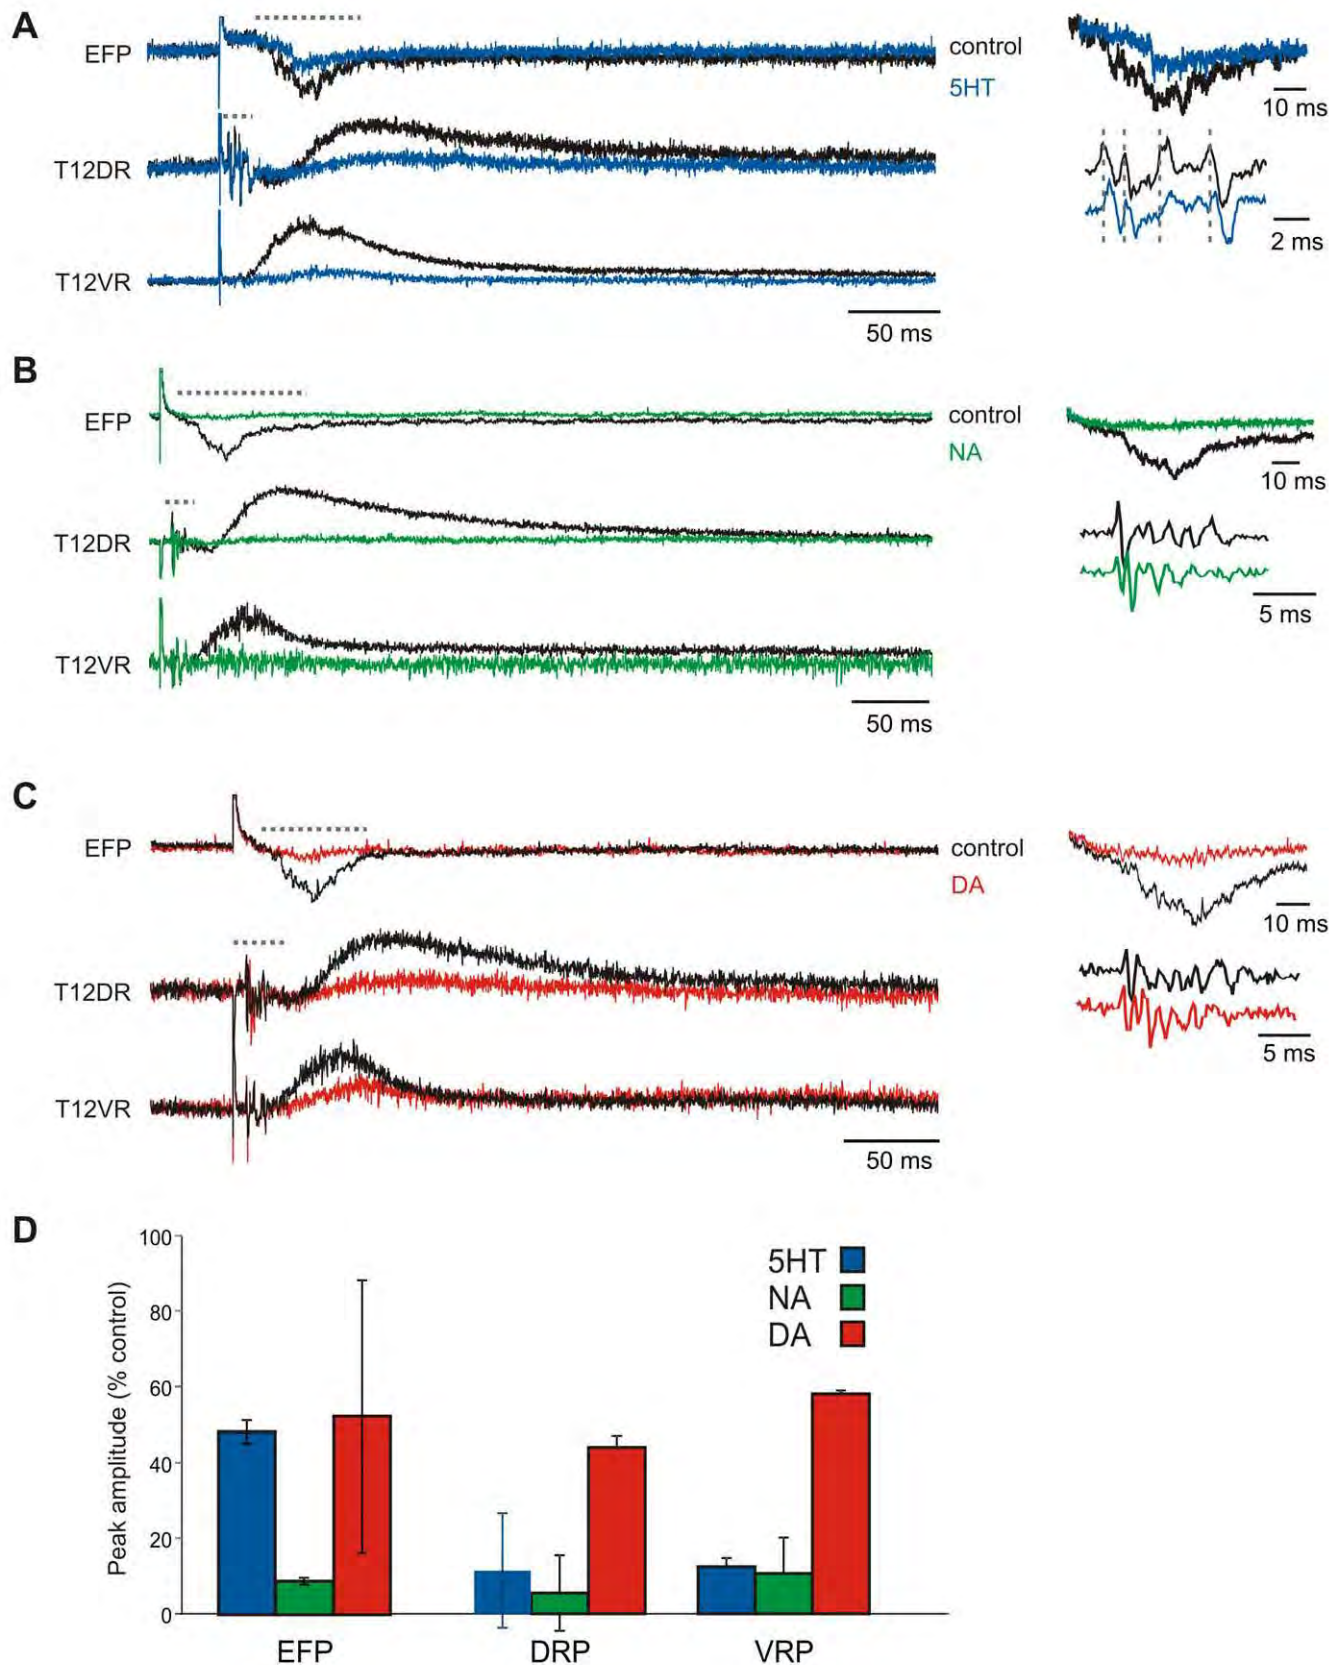 A
EFP
control
5HT
10 ms
T12DR
2 ms
T12VR
50 ms
B
EFP
control
NA
10 ms
T12DR
5 ms
T12VR
50 ms
C
EFP
control
DA
10 ms
T12DR
5 ms
T12VR
50 ms
D
Peak amplitude (% control)
100
80
60
40
20
0
5HT
NA
DA
EFP DRP VRP